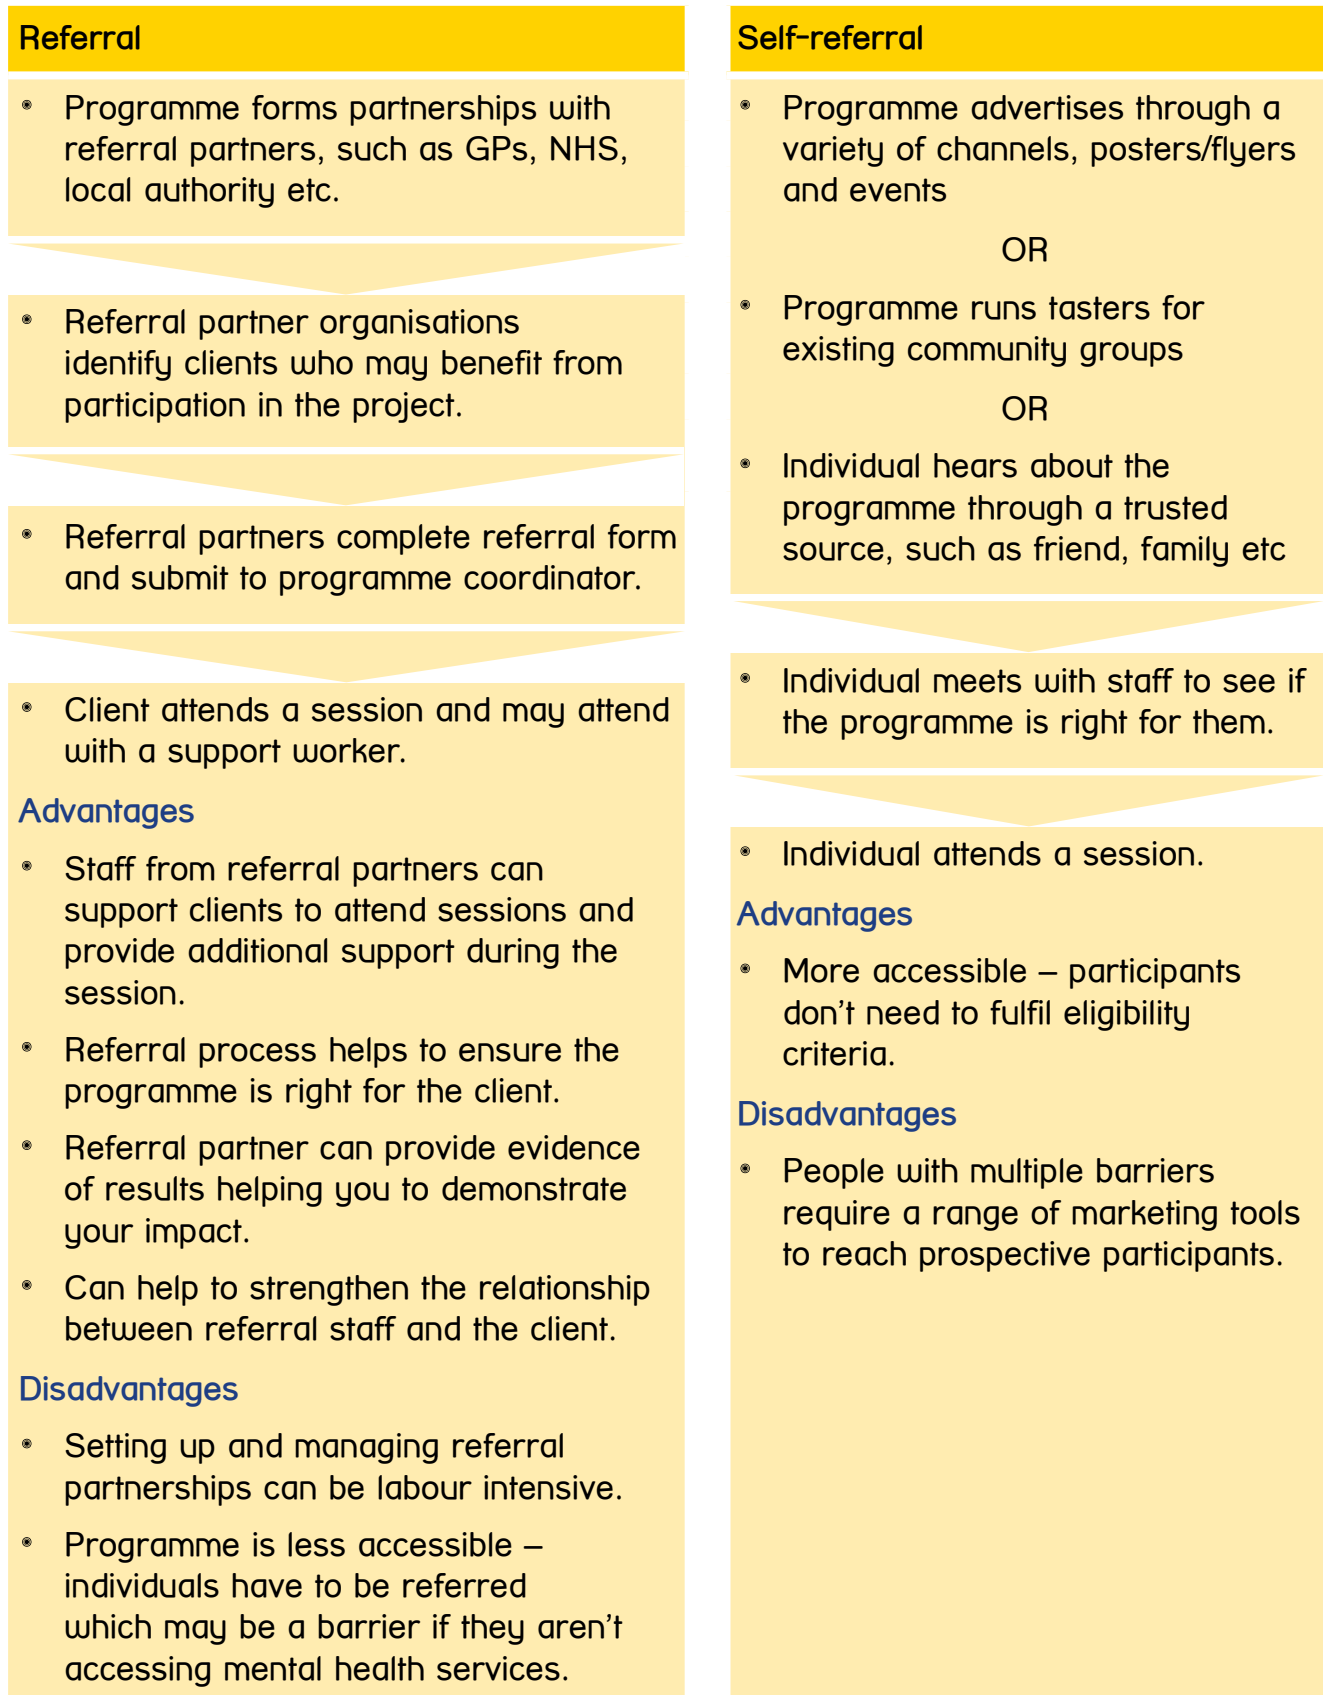 Referral
◉ Programme forms partnerships with
referral partners, such as GPs, NHS,
local authority etc.
◉ Referral partner organisations
identify clients who may benefit from
participation in the project.
◉ Referral partners complete referral form
and submit to programme coordinator.
◉ Client attends a session and may attend
with a support worker.
Advantages
◉ Staff from referral partners can
support clients to attend sessions and
provide additional support during the
session.
◉ Referral process helps to ensure the
programme is right for the client.
◉ Referral partner can provide evidence
of results helping you to demonstrate
your impact.
◉ Can help to strengthen the relationship
between referral staff and the client.
Disadvantages
◉ Setting up and managing referral
partnerships can be labour intensive.
◉ Programme is less accessible –
individuals have to be referred
which may be a barrier if they aren’t
accessing mental health services.
Self-referral
◉ Programme advertises through a
variety of channels, posters/flyers
and events
OR
◉ Programme runs tasters for
existing community groups
OR
◉ Individual hears about the
programme through a trusted
source, such as friend, family etc
◉ Individual meets with staff to see if
the programme is right for them.
◉ Individual attends a session.
Advantages
◉ More accessible – participants
don’t need to fulfil eligibility
criteria.
Disadvantages
◉ People with multiple barriers
require a range of marketing tools
to reach prospective participants.